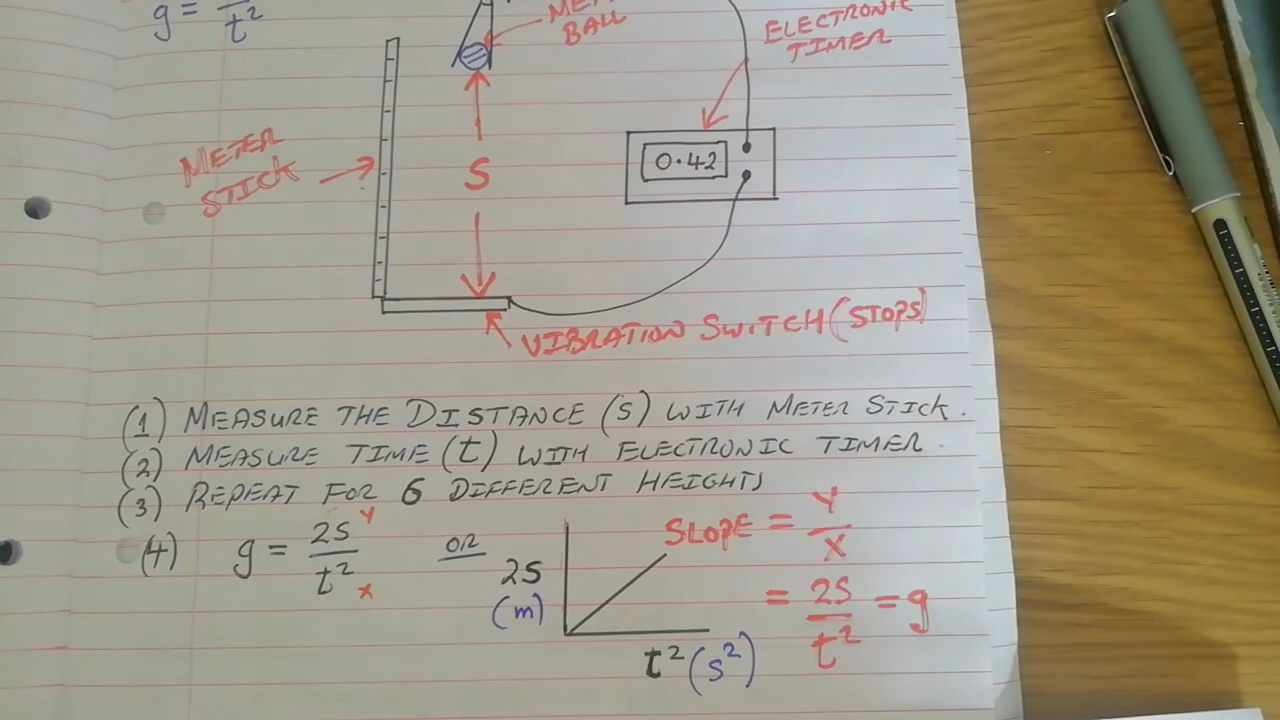 g = t²
BALL
ELECTRONIC
TIMER
METER
STICK
0.42
S
VIBRATION SWITCH (STOPS)
(1) MEASURE THE DISTANCE (S) WITH METER STICK.
(2) MEASURE TIME (t) WITH ELECTRONIC TIMER.
(3) REPEAT FOR 6 DIFFERENT HEIGHTS
(4) g = 2S/t² Y X OR
2S
(m)
t² (s²)
SLOPE = Y/X
= 2S/t² = g